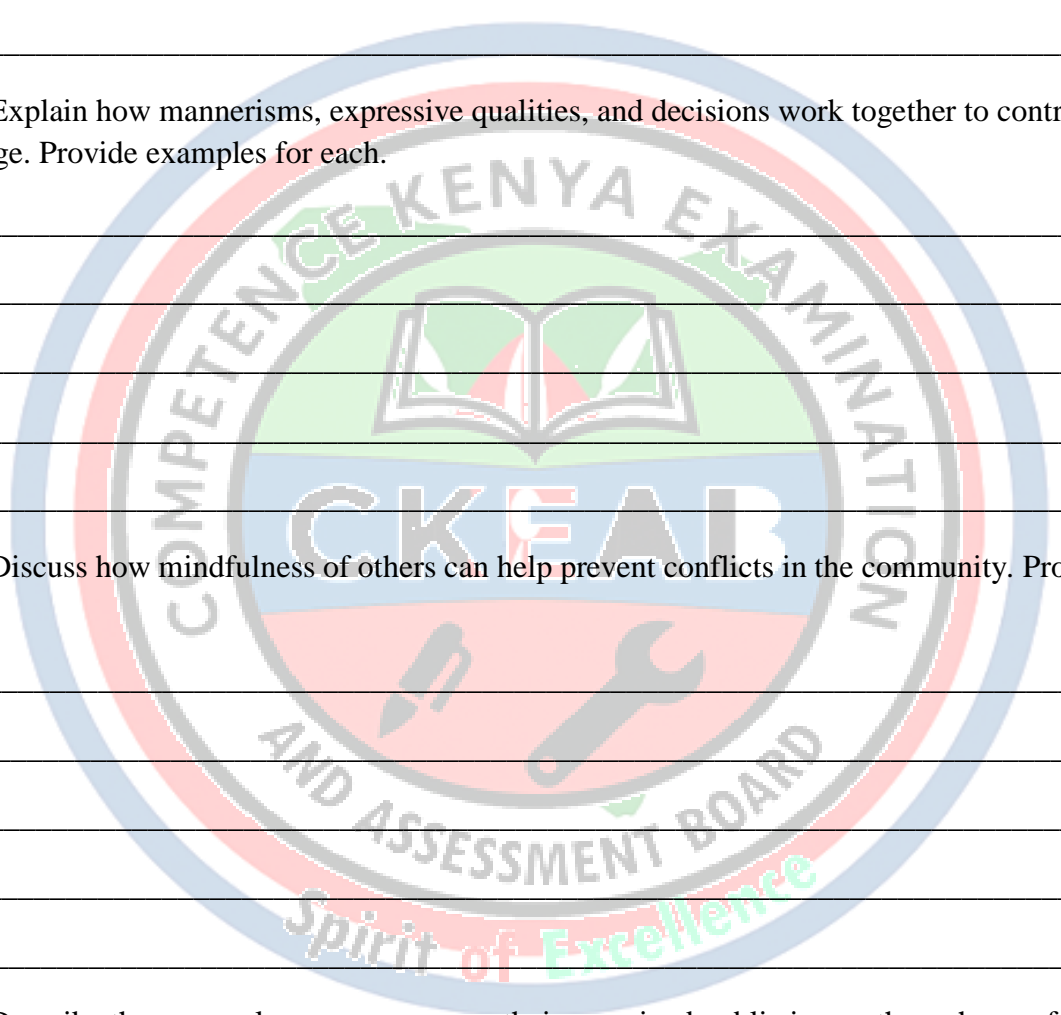 Explain how mannerisms, expressive qualities, and decisions work together to contr
ge. Provide examples for each.
COMPETENCE KENYA EXAMINATION
CKEAB
Discuss how mindfulness of others can help prevent conflicts in the community. Pro
AND ASSESSMENT BOARD
Spirit of Excellence